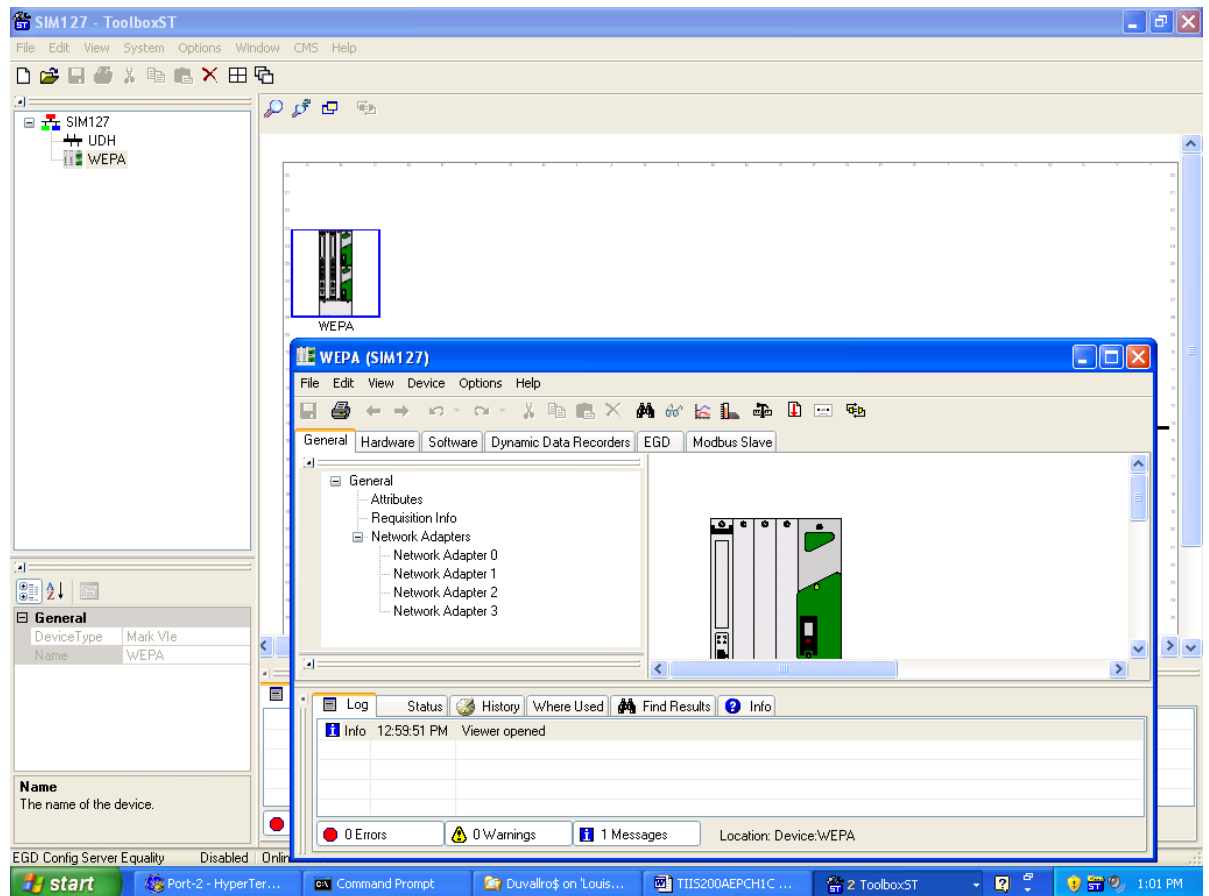 SIM127 - ToolboxST
File Edit View System Options Window CMS Help
SIM127
UDH
WEPA
WEPA
WEPA (SIM127)
File Edit View Device Options Help
General Hardware Software Dynamic Data Recorders EGD Modbus Slave
General
Attributes
Requisition Info
Network Adapters
Network Adapter 0
Network Adapter 1
Network Adapter 2
Network Adapter 3
General
DeviceType Mark VIe
Name WEPA
Log Status History Where Used Find Results Info
Info 12:59:51 PM Viewer opened
Name
The name of the device.
0 Errors 0 Warnings 1 Messages Location: Device:WEPA
EGD Config Server Equality Disabled Onlin
start Port-2 - HyperTer... Command Prompt Duvallro$ on 'Louis... TIIS200AEPCH1C ... 2 ToolboxST 1:01 PM